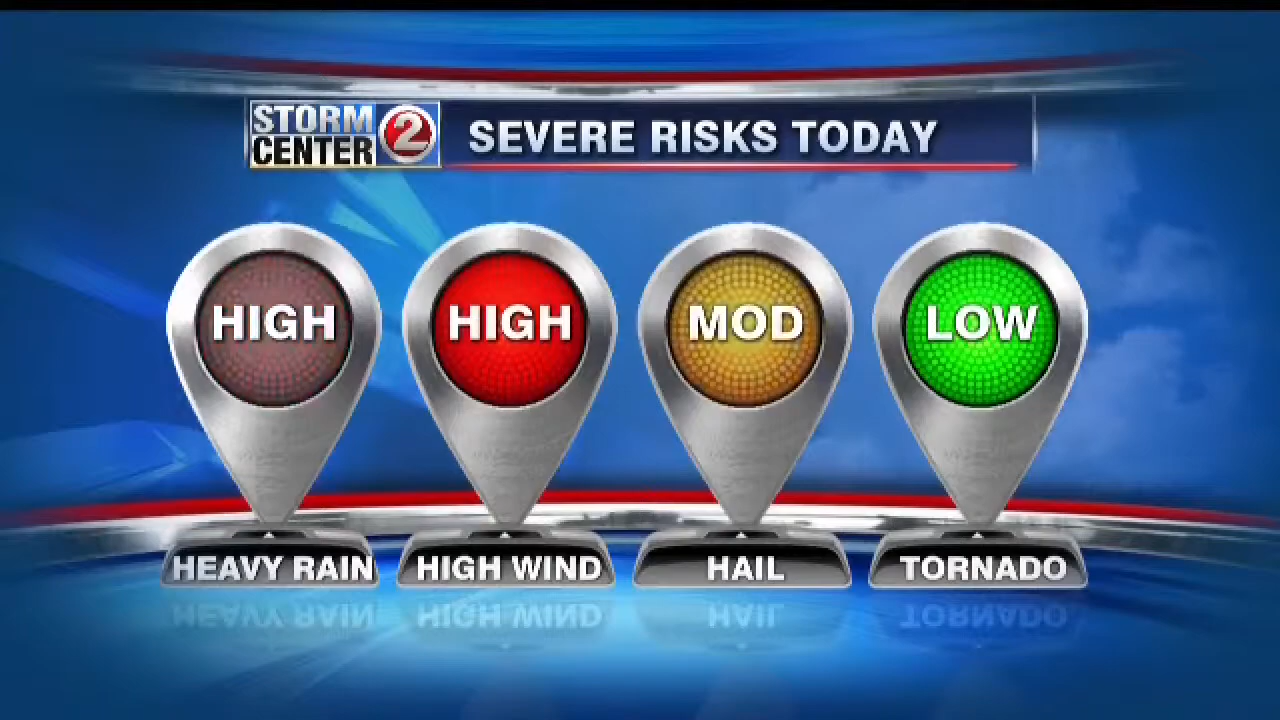 STORM
CENTER 2
SEVERE RISKS TODAY
HIGH HIGH MOD LOW
HEAVY RAIN HIGH WIND HAIL TORNADO